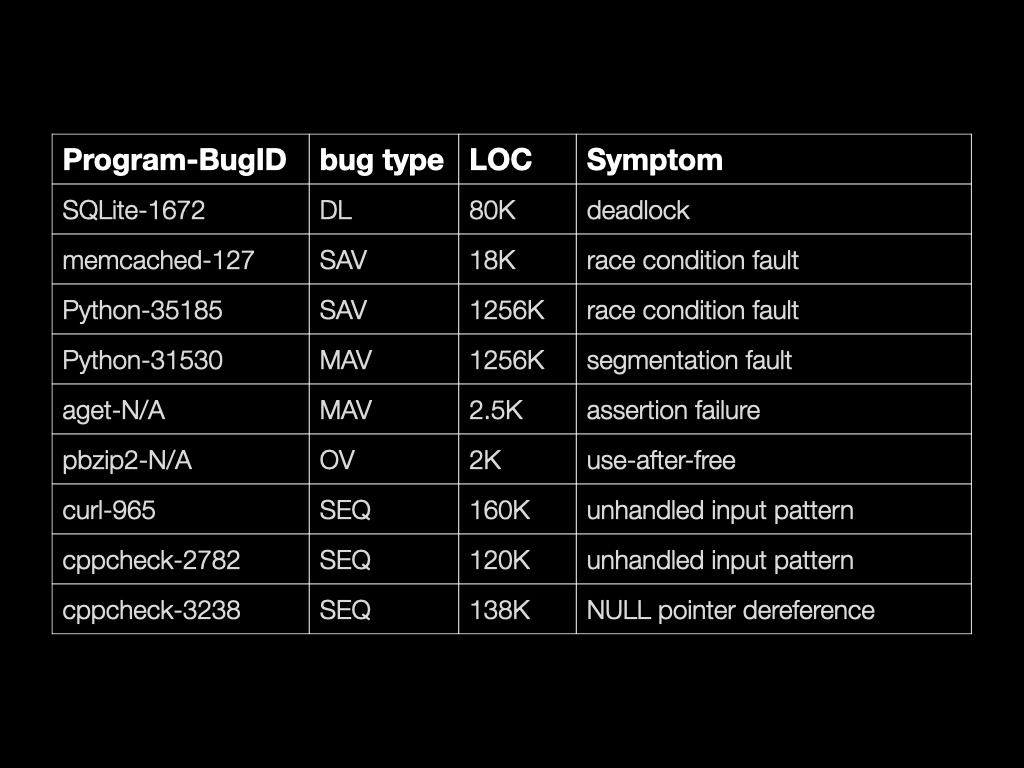 Program-BugID bug type LOC Symptom
SQLite-1672 DL 80K deadlock
memcached-127 SAV 18K race condition fault
Python-35185 SAV 1256K race condition fault
Python-31530 MAV 1256K segmentation fault
aget-N/A MAV 2.5K assertion failure
pbzip2-N/A OV 2K use-after-free
curl-965 SEQ 160K unhandled input pattern
cppcheck-2782 SEQ 120K unhandled input pattern
cppcheck-3238 SEQ 138K NULL pointer dereference